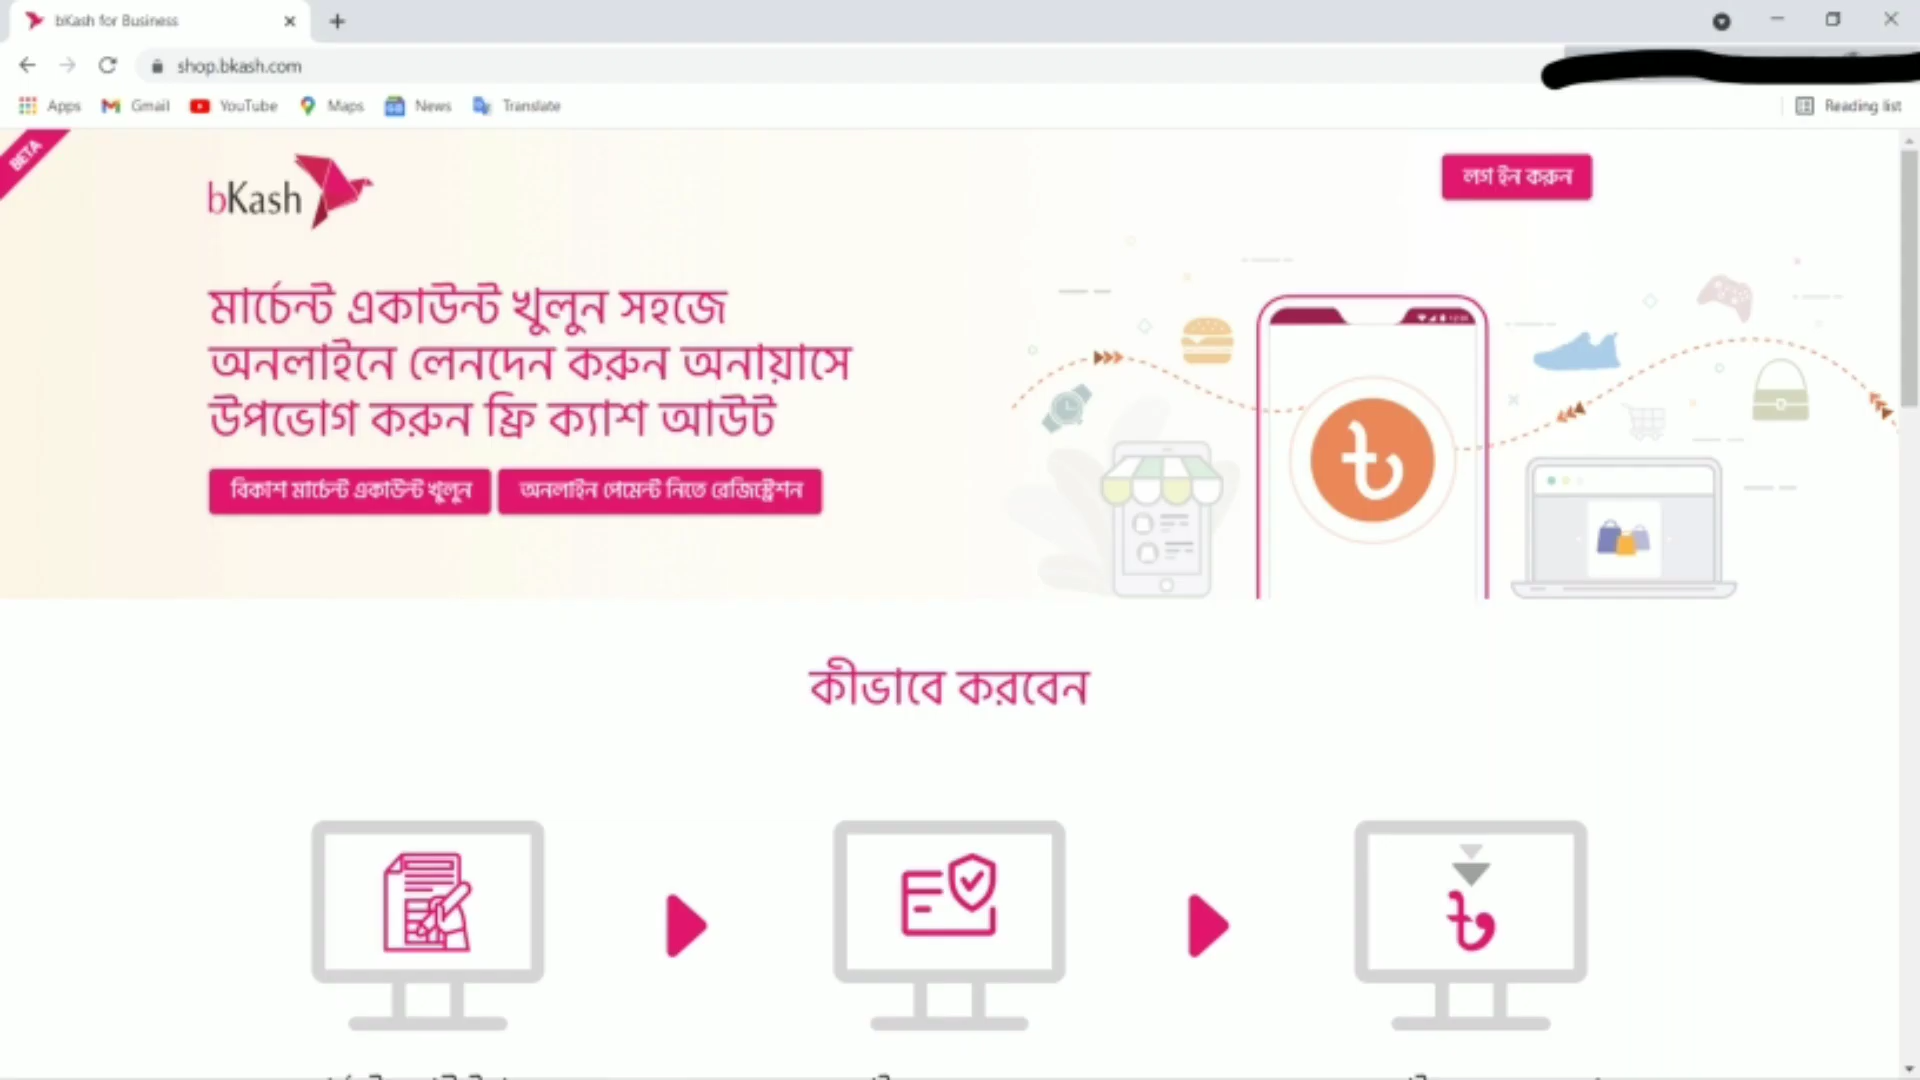 bKash for Business
shop.bkash.com
Apps Gmail YouTube Maps News Translate Reading list
BETA
bKash
লগ ইন করুন
মার্চেন্ট একাউন্ট খুলুন সহজে
অনলাইনে লেনদেন করুন অনায়াসে
উপভোগ করুন ফ্রি ক্যাশ আউট
বিকাশ মার্চেন্ট একাউন্ট খুলুন অনলাইন পেমেন্ট নিতে রেজিস্ট্রেশন
কীভাবে করবেন